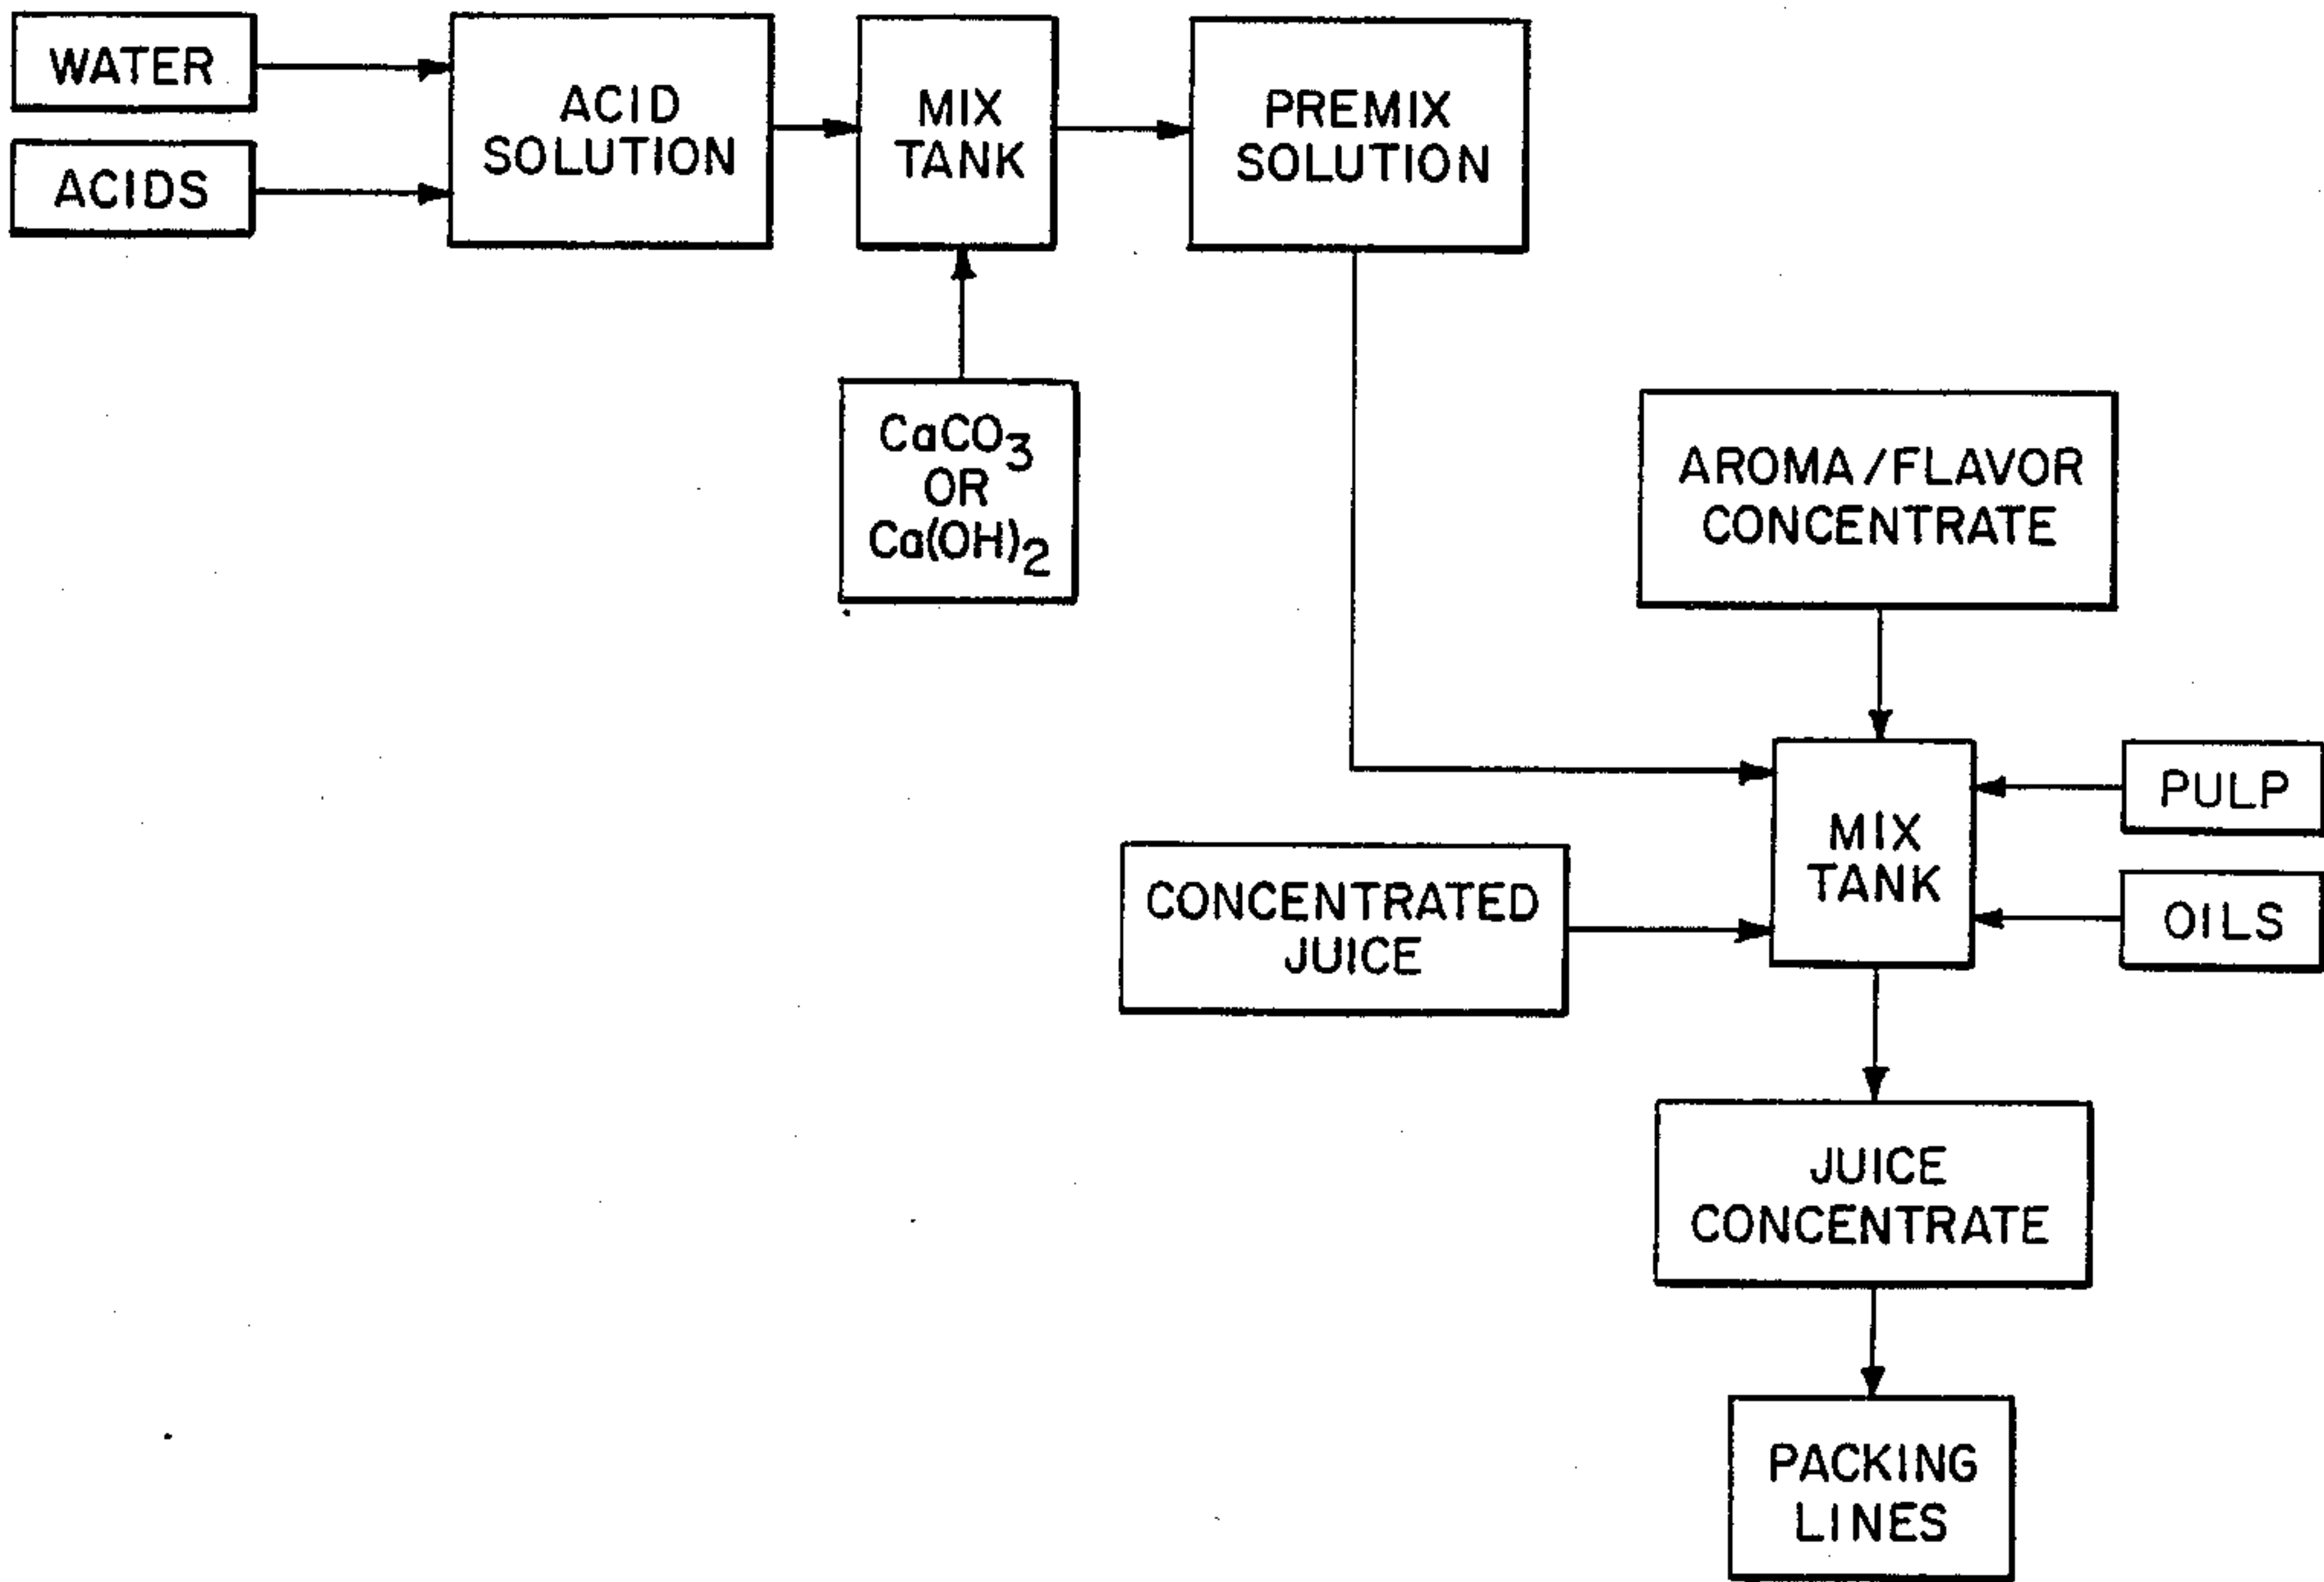 WATER
ACIDS
ACID
SOLUTION
MIX
TANK
PREMIX
SOLUTION
CaCO3
OR
Ca(OH)2
AROMA/FLAVOR
CONCENTRATE
PULP
MIX
TANK
OILS
CONCENTRATED
JUICE
JUICE
CONCENTRATE
PACKING
LINES